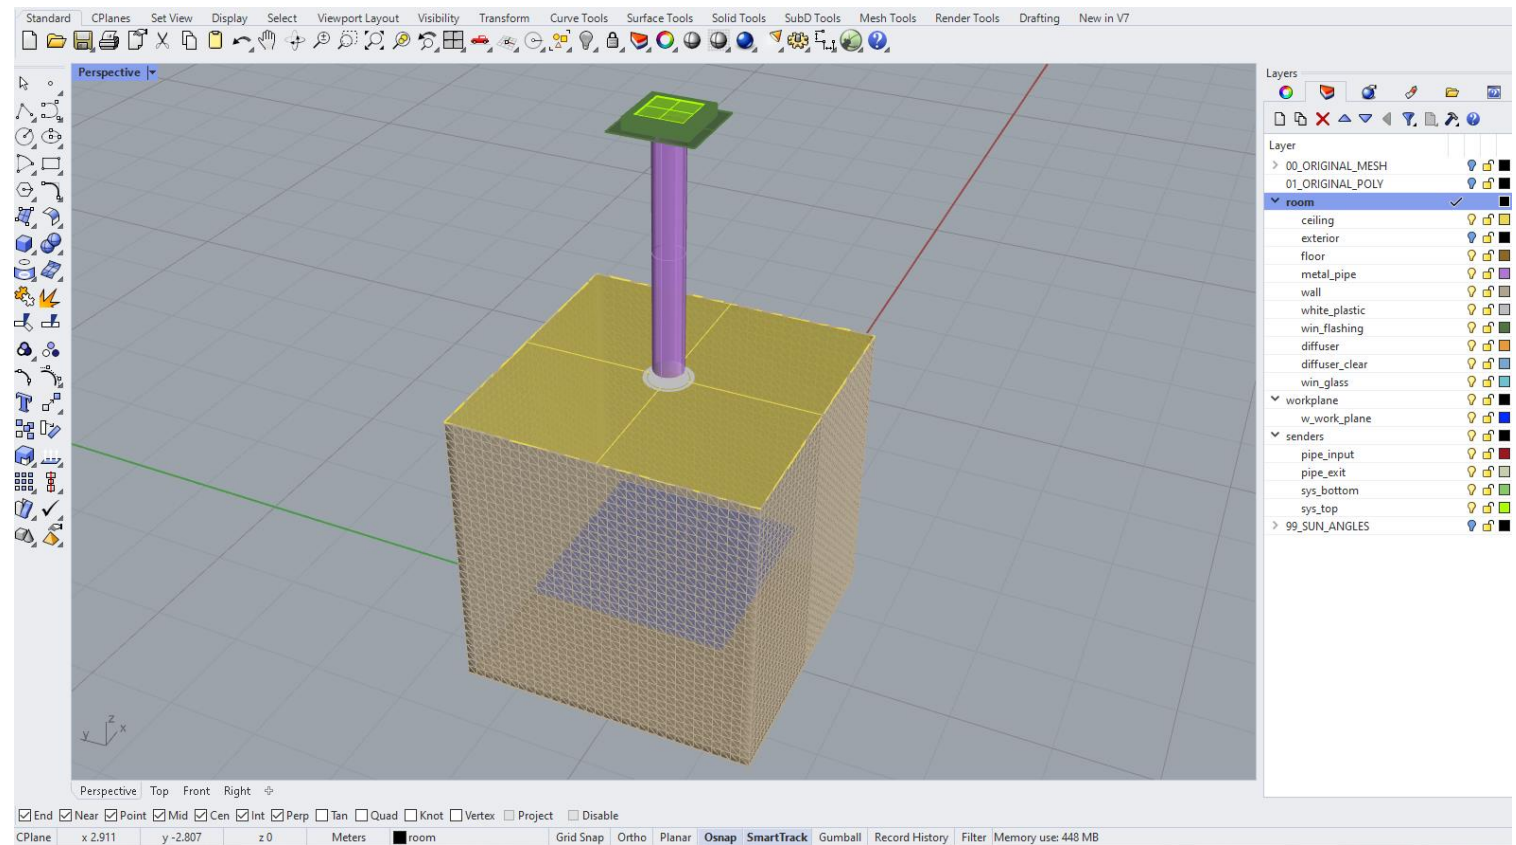 Standard CPlanes Set View Display Select Viewport Layout Visibility Transform Curve Tools Surface Tools Solid Tools SubD Tools Mesh Tools Render Tools Drafting New in V7
Perspective
Layers
Layer
00_ORIGINAL_MESH
01_ORIGINAL_POLY
room
ceiling
exterior
floor
metal_pipe
wall
white_plastic
win_flashing
diffuser
diffuser_clear
win_glass
workplane
w_work_plane
senders
pipe_input
pipe_exit
sys_bottom
sys_top
99_SUN_ANGLES
z
y x
Perspective Top Front Right
End Near Point Mid Cen Int Perp Tan Quad Knot Vertex Project Disable
CPlane x 2.911 y -2.807 z 0 Meters room Grid Snap Ortho Planar Osnap SmartTrack Gumball Record History Filter Memory use: 448 MB